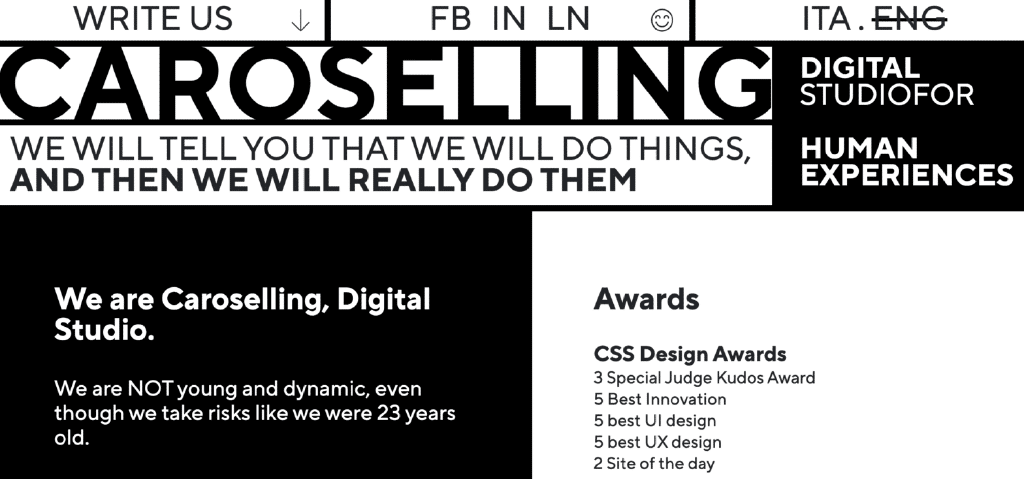 WRITE US
FB IN LN
ITA . ENG
CAROSELLING
DIGITAL
STUDIOFOR
HUMAN
EXPERIENCES
WE WILL TELL YOU THAT WE WILL DO THINGS,
AND THEN WE WILL REALLY DO THEM
We are Caroselling, Digital
Studio.
We are NOT young and dynamic, even
though we take risks like we were 23 years
old.
Awards
CSS Design Awards
3 Special Judge Kudos Award
5 Best Innovation
5 best UI design
5 best UX design
2 Site of the day